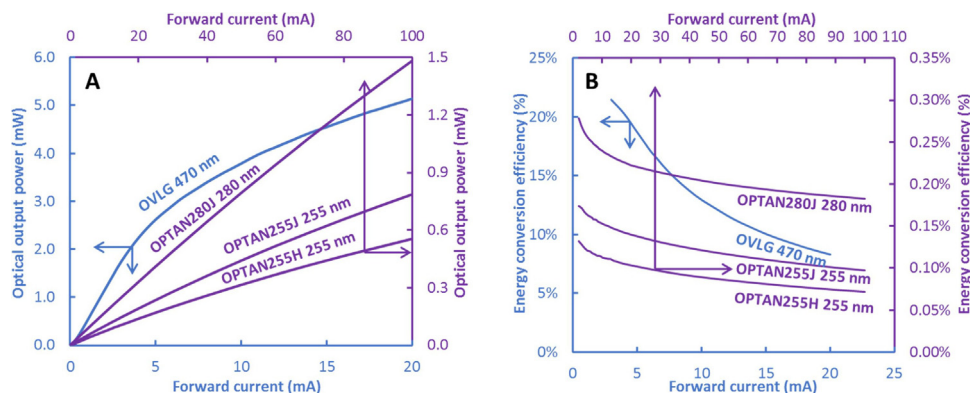 Forward current (mA)
0 20 40 60 80 100
6.0
5.0
4.0
3.0
2.0
1.0
0.0
Optical output power (mW)
A
OVLG 470 nm
OPTAN280J 280 nm
OPTAN255J 255 nm
OPTAN255H 255 nm
1.5
1.2
0.9
0.6
0.3
0.0
Optical output power (mW)
0 5 10 15 20
Forward current (mA)
Forward current (mA)
0 10 20 30 40 50 60 70 80 90 100 110
25%
20%
15%
10%
5%
0%
Energy conversion efficiency (%)
B
OPTAN280J 280 nm
OVLG 470 nm
OPTAN255J 255 nm
OPTAN255H 255 nm
0.35%
0.30%
0.25%
0.20%
0.15%
0.10%
0.05%
0.00%
Energy conversion efficiency (%)
0 5 10 15 20 25
Forward current (mA)